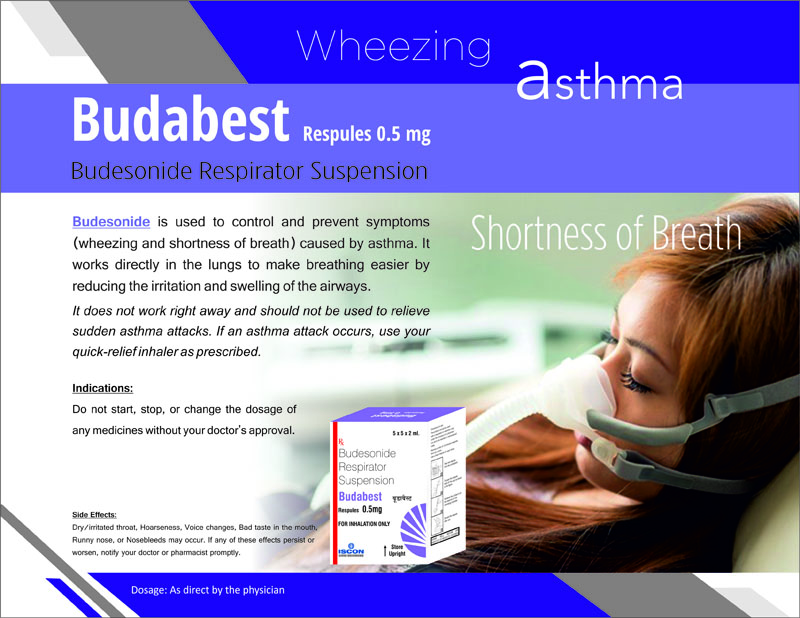 Wheezing
asthma
Budabest Respules 0.5 mg
Budesonide Respirator Suspension
Shortness of Breath
Budesonide is used to control and prevent symptoms
(wheezing and shortness of breath) caused by asthma. It
works directly in the lungs to make breathing easier by
reducing the irritation and swelling of the airways.
It does not work right away and should not be used to relieve
sudden asthma attacks. If an asthma attack occurs, use your
quick-relief inhaler as prescribed.
Indications:
Do not start, stop, or change the dosage of
any medicines without your doctor's approval.
Budabest
5 x 5 x 2 ml.
Rx
Budesonide
Respirator
Suspension
Budabest बूडाबेस्ट
Respules 0.5mg
FOR INHALATION ONLY
ISCON
Store
Upright
Side Effects:
Dry/irritated throat, Hoarseness, Voice changes, Bad taste in the mouth,
Runny nose, or Nosebleeds may occur. If any of these effects persist or
worsen, notify your doctor or pharmacist promptly.
Dosage: As direct by the physician